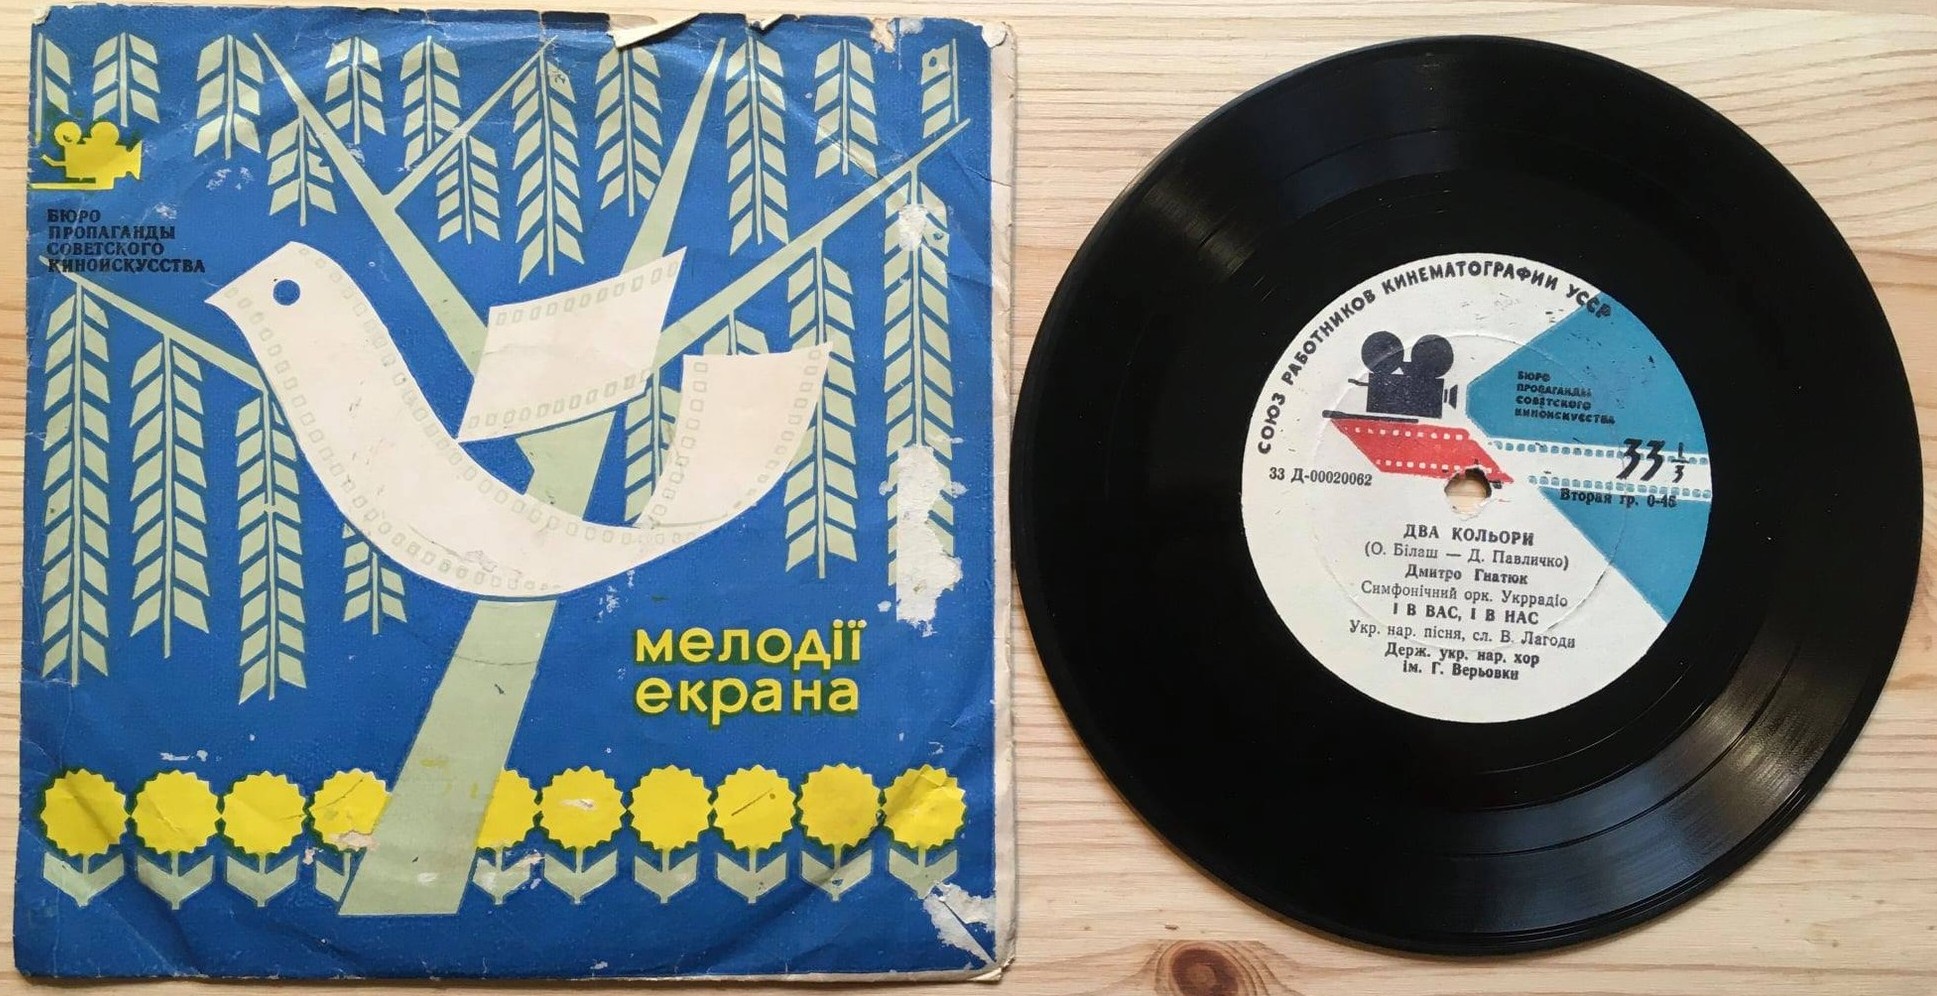 БЮРО
ПРОПАГАНДЫ
СОВЕТСКОГО
КИНОИСКУССТВА
мелодії
екрана
СОЮЗ РАБОТНИКОВ КИНЕМАТОГРАФИИ УССР
БЮРО
ПРОПАГАНДЫ
СОВЕТСКОГО
КИНОИСКУССТВА
33 1/3
33 Д-00020062
Вторая гр. 0-45
ДВА КОЛЬОРИ
(О. Білаш — Д. Павличко)
Дмитро Гнатюк
Симфонічний орк. Укррадіо
І В ВАС, І В НАС
Укр. нар. пісня, сл. В. Лагоди
Держ. укр. нар. хор
ім. Г. Верьовки